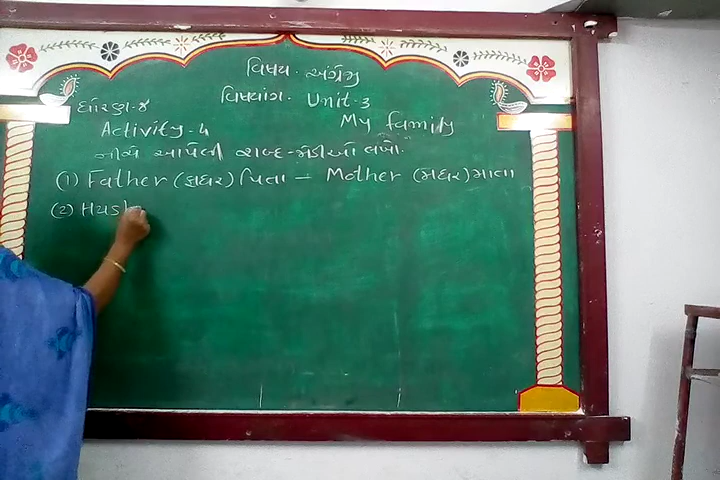 વિષય. અંગ્રેજી
વિષયાંગ. Unit-3
ધોરણ-૪
My family
Activity-4
નીચે આપેલી શબ્દ-જોડીઓ લખો.
(1) Father (ફાધર) પિતા - Mother (મધર) માતા
(2)